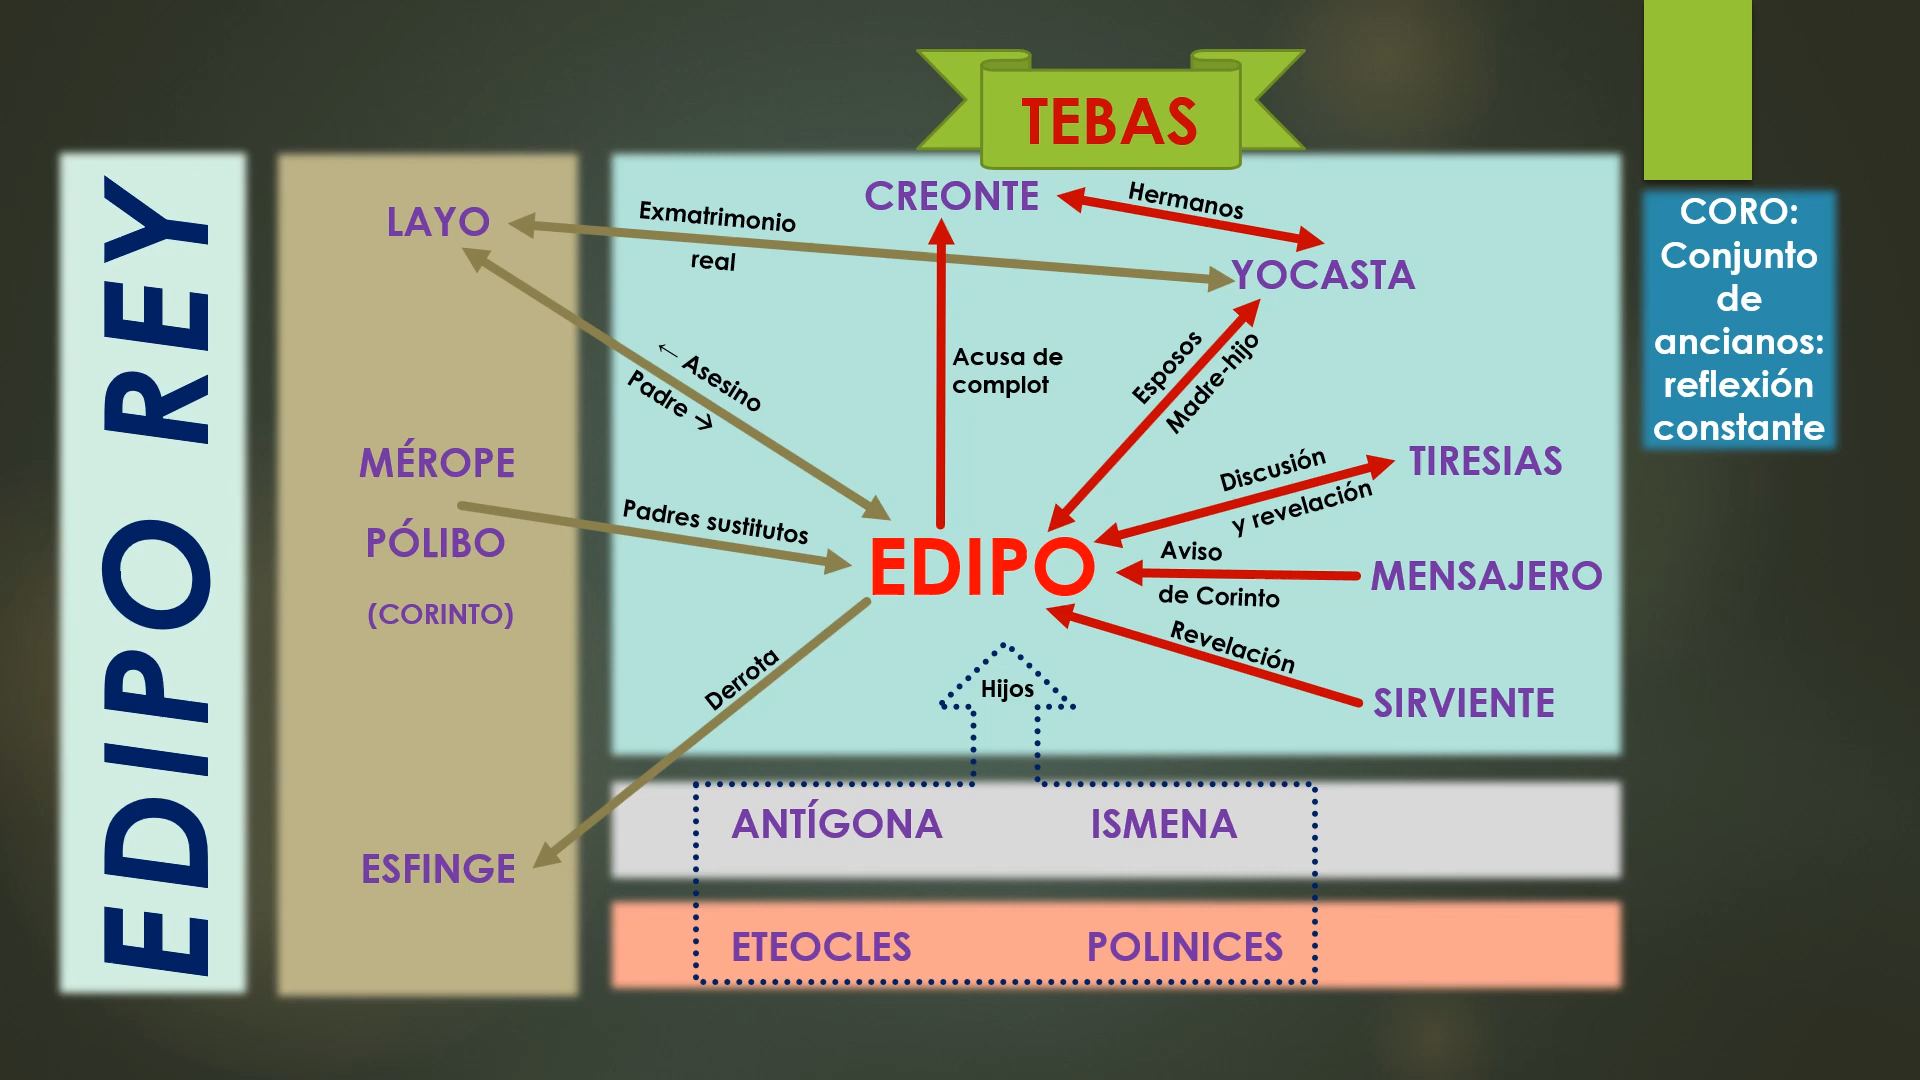 EDIPO REY
TEBAS
LAYO
MÉROPE
PÓLIBO
(CORINTO)
ESFINGE
CREONTE
Hermanos
YOCASTA
Exmatrimonio
real
← Asesino
Padre →
Acusa de
complot
Esposos
Madre-hijo
Padres sustitutos
EDIPO
Discusión
y revelación
TIRESIAS
Aviso
de Corinto
MENSAJERO
Revelación
SIRVIENTE
Derrota
Hijos
ANTÍGONA ISMENA
ETEOCLES POLINICES
CORO:
Conjunto
de
ancianos:
reflexión
constante